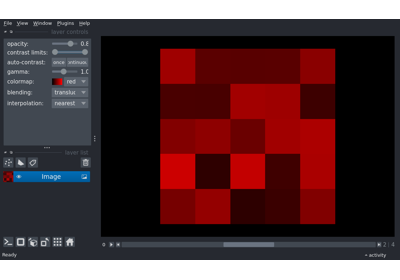 File View Window Plugins Help
layer controls
opacity: 0.8
contrast limits:
auto-contrast: once
gamma: 1.0
colormap: red
blending: translu
interpolation: nearest
layer list
Image
2 4
Ready activity